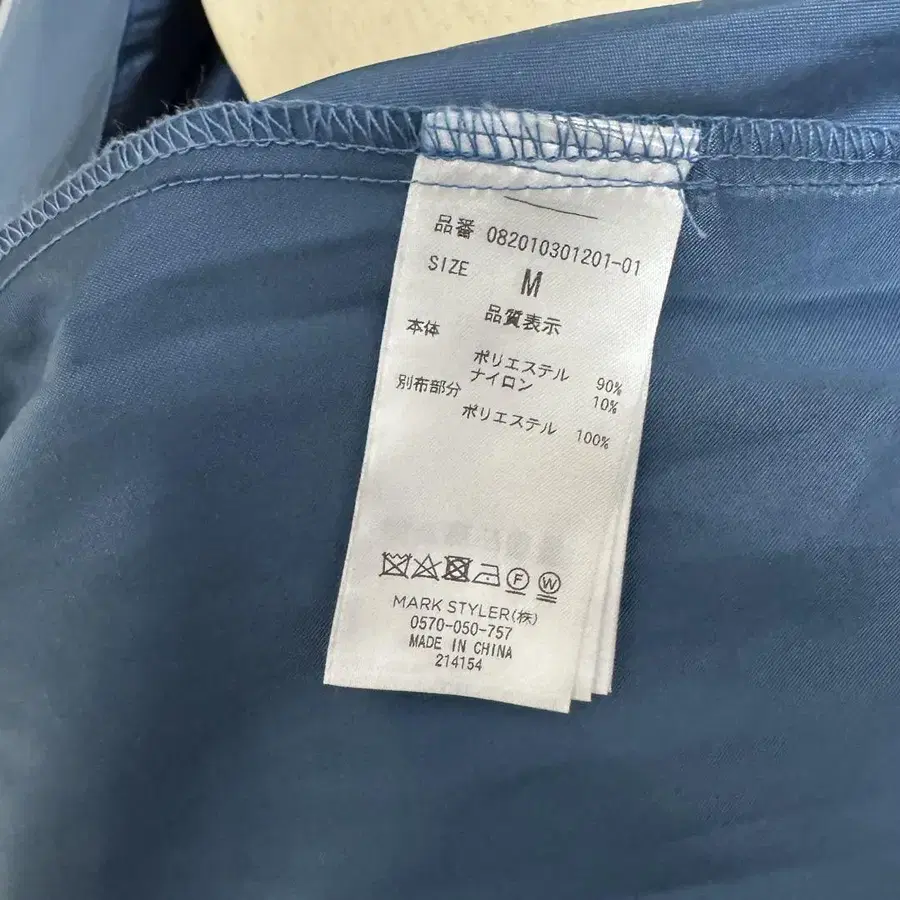 品番 082010301201-01
SIZE M
品質表示
本体
ポリエステル 90%
ナイロン 10%
別布部分
ポリエステル 100%
F W
MARK STYLER(株)
0570-050-757
MADE IN CHINA
214154